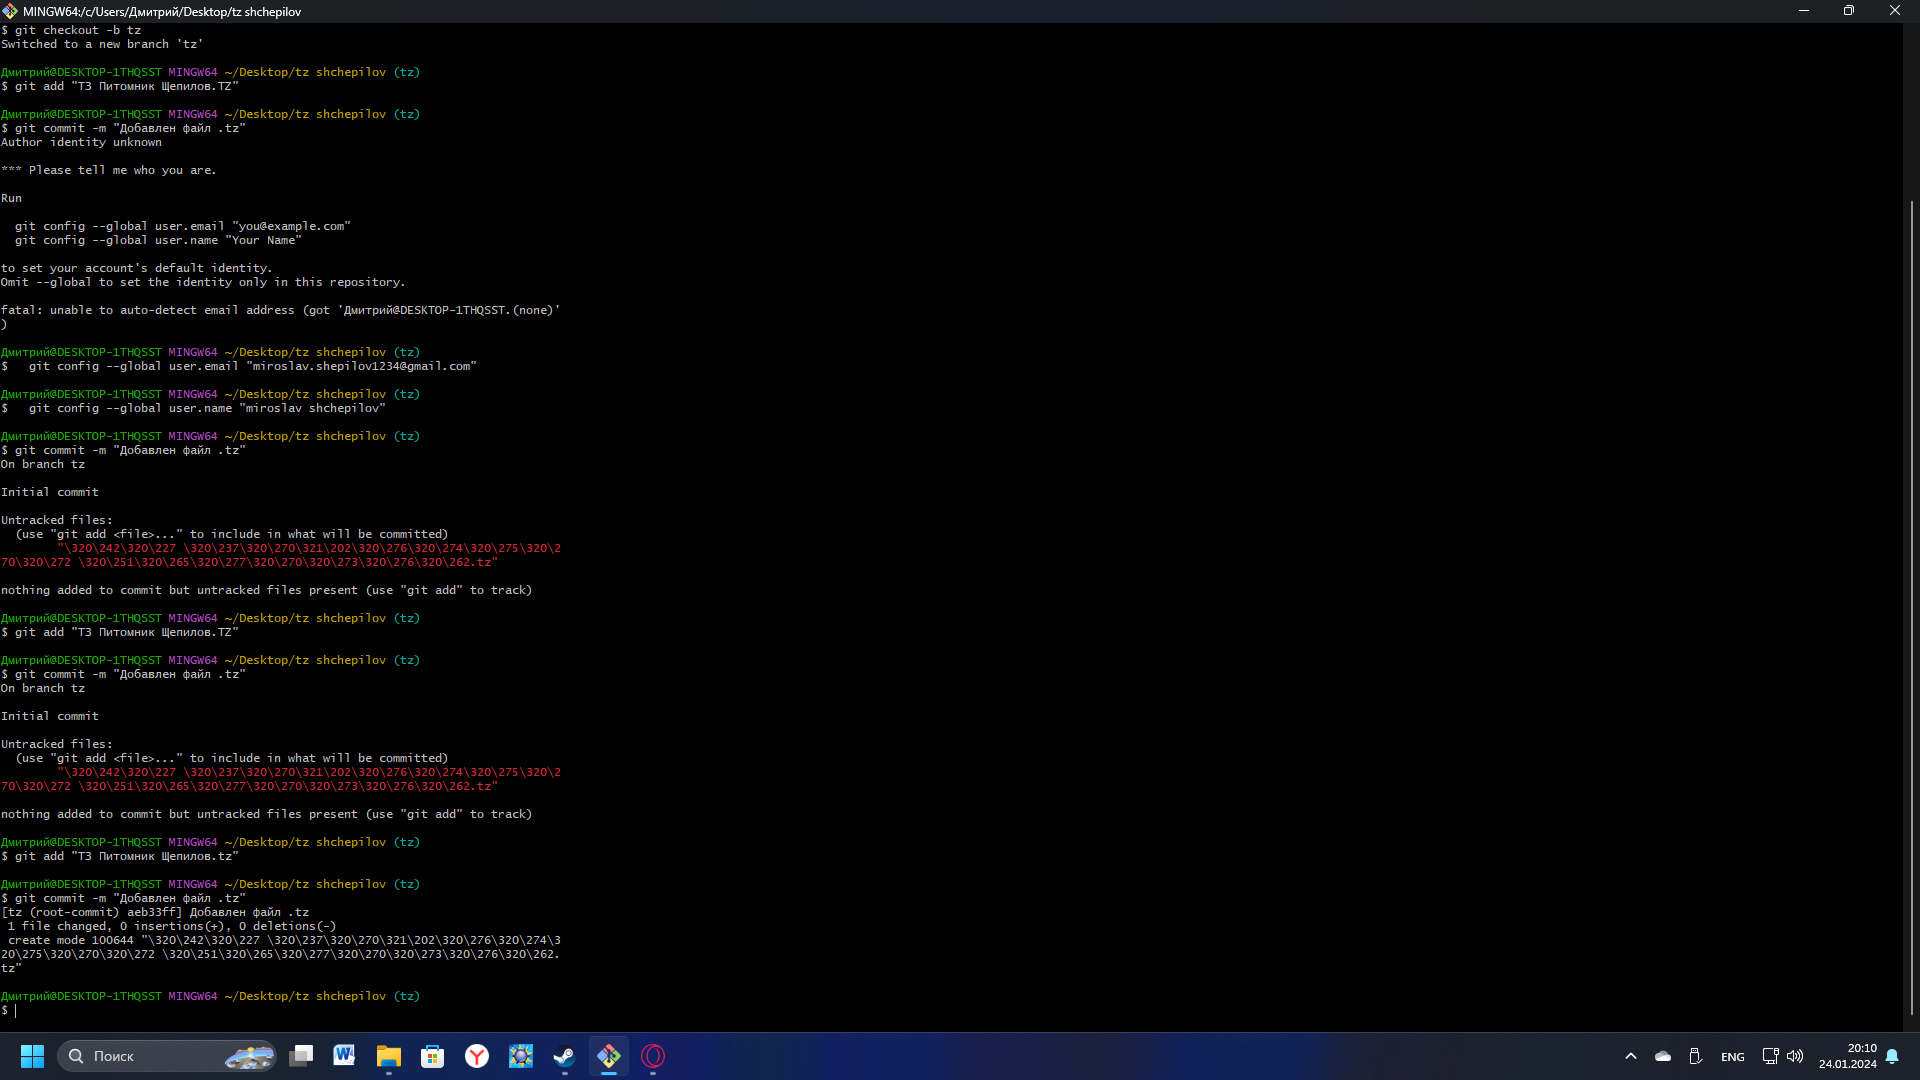 MINGW64:/c/Users/Дмитрий/Desktop/tz shchepilov
$ git checkout -b tz
Switched to a new branch 'tz'
Дмитрий@DESKTOP-1THQSST MINGW64 ~/Desktop/tz shchepilov (tz)
$ git add "ТЗ Питомник Щепилов.TZ"
Дмитрий@DESKTOP-1THQSST MINGW64 ~/Desktop/tz shchepilov (tz)
$ git commit -m "Добавлен файл .tz"
Author identity unknown
*** Please tell me who you are.
Run
git config --global user.email "you@example.com"
git config --global user.name "Your Name"
to set your account's default identity.
Omit --global to set the identity only in this repository.
fatal: unable to auto-detect email address (got 'Дмитрий@DESKTOP-1THQSST.(none)'
)
Дмитрий@DESKTOP-1THQSST MINGW64 ~/Desktop/tz shchepilov (tz)
$   git config --global user.email "miroslav.shepilov1234@gmail.com"
Дмитрий@DESKTOP-1THQSST MINGW64 ~/Desktop/tz shchepilov (tz)
$   git config --global user.name "miroslav shchepilov"
Дмитрий@DESKTOP-1THQSST MINGW64 ~/Desktop/tz shchepilov (tz)
$ git commit -m "Добавлен файл .tz"
On branch tz
Initial commit
Untracked files:
(use "git add <file>..." to include in what will be committed)
"\320\242\320\227 \320\237\320\270\321\202\320\276\320\274\320\275\320\2
70\320\272 \320\251\320\265\320\277\320\270\320\273\320\276\320\262.tz"
nothing added to commit but untracked files present (use "git add" to track)
Дмитрий@DESKTOP-1THQSST MINGW64 ~/Desktop/tz shchepilov (tz)
$ git add "ТЗ Питомник Щепилов.TZ"
Дмитрий@DESKTOP-1THQSST MINGW64 ~/Desktop/tz shchepilov (tz)
$ git commit -m "Добавлен файл .tz"
On branch tz
Initial commit
Untracked files:
(use "git add <file>..." to include in what will be committed)
"\320\242\320\227 \320\237\320\270\321\202\320\276\320\274\320\275\320\2
70\320\272 \320\251\320\265\320\277\320\270\320\273\320\276\320\262.tz"
nothing added to commit but untracked files present (use "git add" to track)
Дмитрий@DESKTOP-1THQSST MINGW64 ~/Desktop/tz shchepilov (tz)
$ git add "ТЗ Питомник Щепилов.tz"
Дмитрий@DESKTOP-1THQSST MINGW64 ~/Desktop/tz shchepilov (tz)
$ git commit -m "Добавлен файл .tz"
[tz (root-commit) aeb33ff] Добавлен файл .tz
1 file changed, 0 insertions(+), 0 deletions(-)
create mode 100644 "\320\242\320\227 \320\237\320\270\321\202\320\276\320\274\3
20\275\320\270\320\272 \320\251\320\265\320\277\320\270\320\273\320\276\320\262.
tz"
Дмитрий@DESKTOP-1THQSST MINGW64 ~/Desktop/tz shchepilov (tz)
$
Поиск
ENG
20:10
24.01.2024